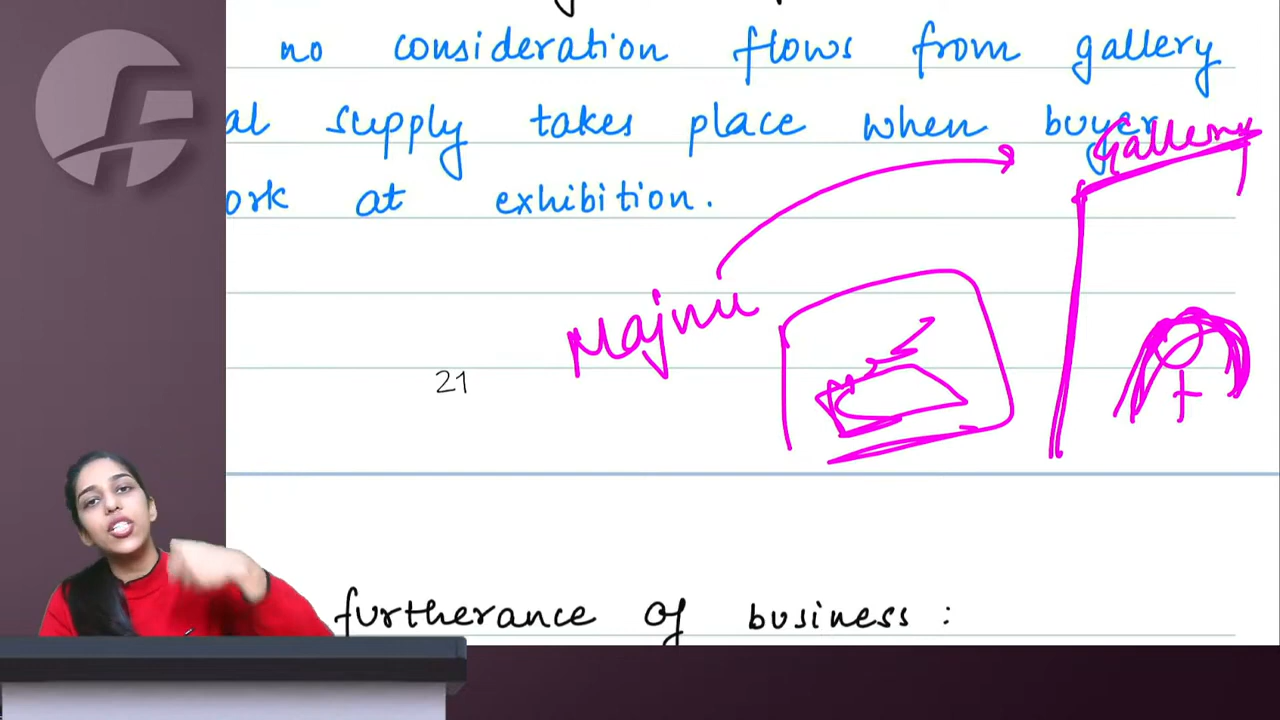 no consideration flows from gallery
al supply takes place when buyer
Gallery
ork at exhibition.
Majnu
21
furtherance of business :